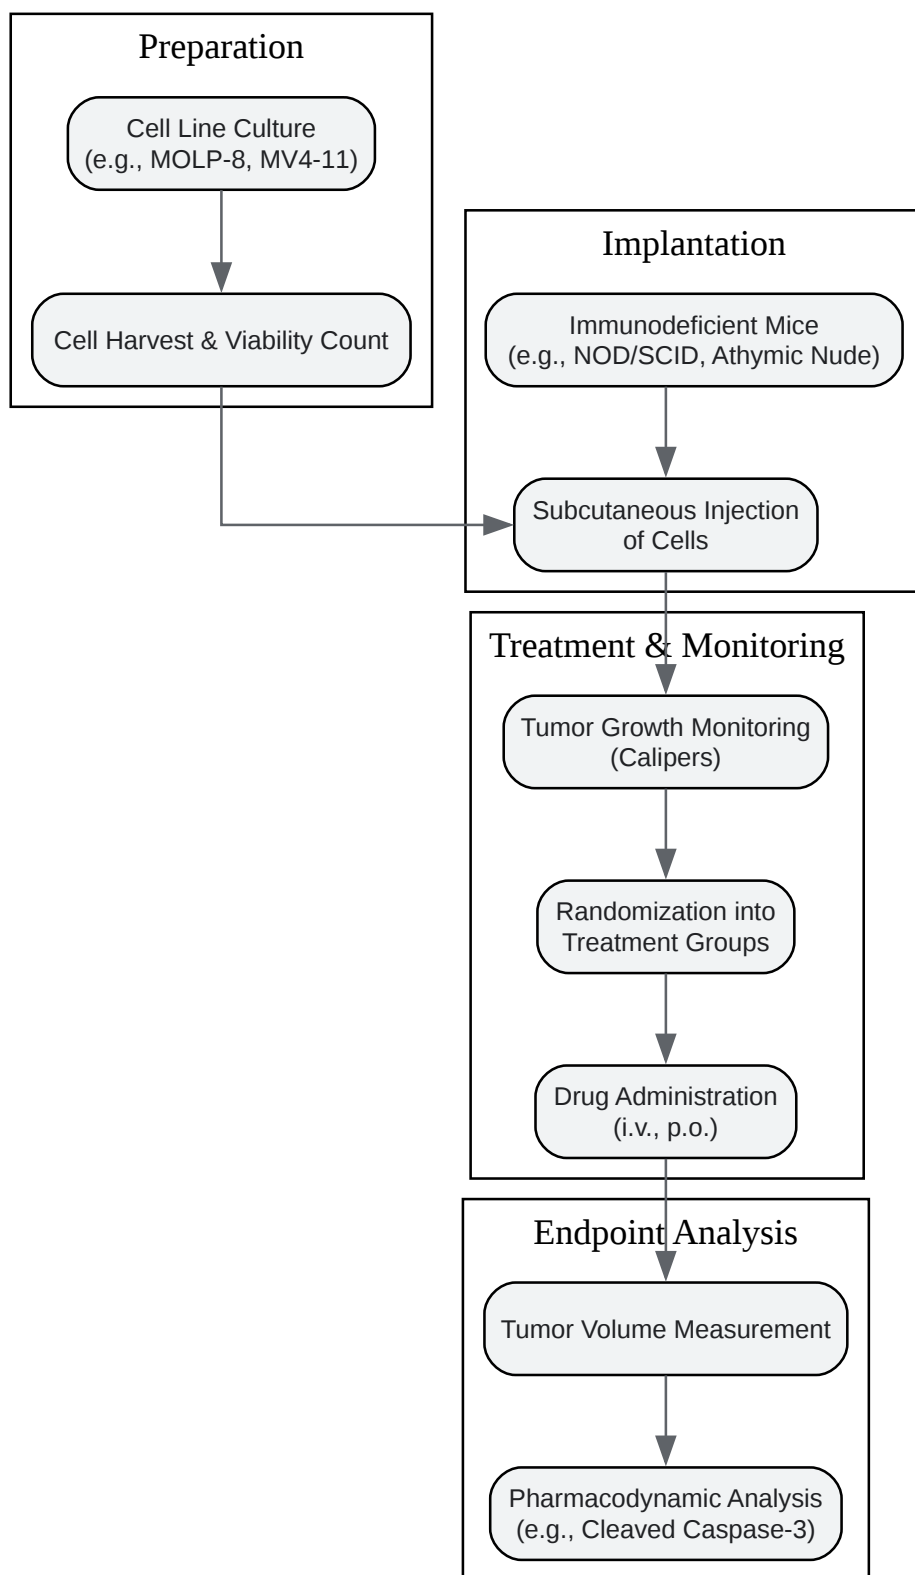 Preparation
Cell Line Culture
(e.g., MOLP-8, MV4-11)
Cell Harvest & Viability Count
Implantation
Immunodeficient Mice
(e.g., NOD/SCID, Athymic Nude)
Subcutaneous Injection
of Cells
Treatment & Monitoring
Tumor Growth Monitoring
(Calipers)
Randomization into
Treatment Groups
Drug Administration
(i.v., p.o.)
Endpoint Analysis
Tumor Volume Measurement
Pharmacodynamic Analysis
(e.g., Cleaved Caspase-3)